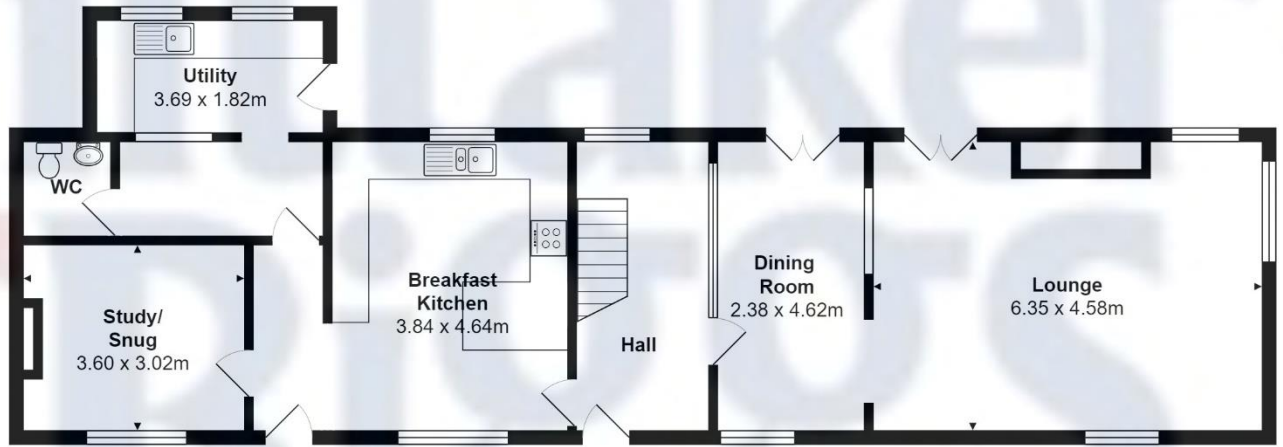 Utility
3.69 x 1.82m
WC
Study/
Snug
3.60 x 3.02m
Breakfast
Kitchen
3.84 x 4.64m
Hall
Dining
Room
2.38 x 4.62m
Lounge
6.35 x 4.58m